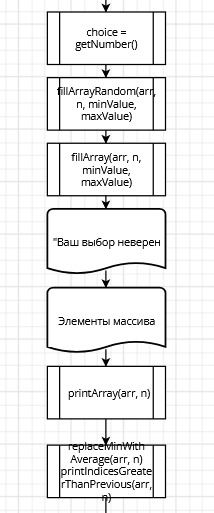 choice =
getNumber()
fillArrayRandom(arr,
n, minValue,
maxValue)
fillArray(arr, n,
minValue,
maxValue)
"Ваш выбор неверен
Элементы массива
printArray(arr, n)
replaceMinWith
Average(arr, n)
printIndicesGreate
rThanPrevious(arr,
n)